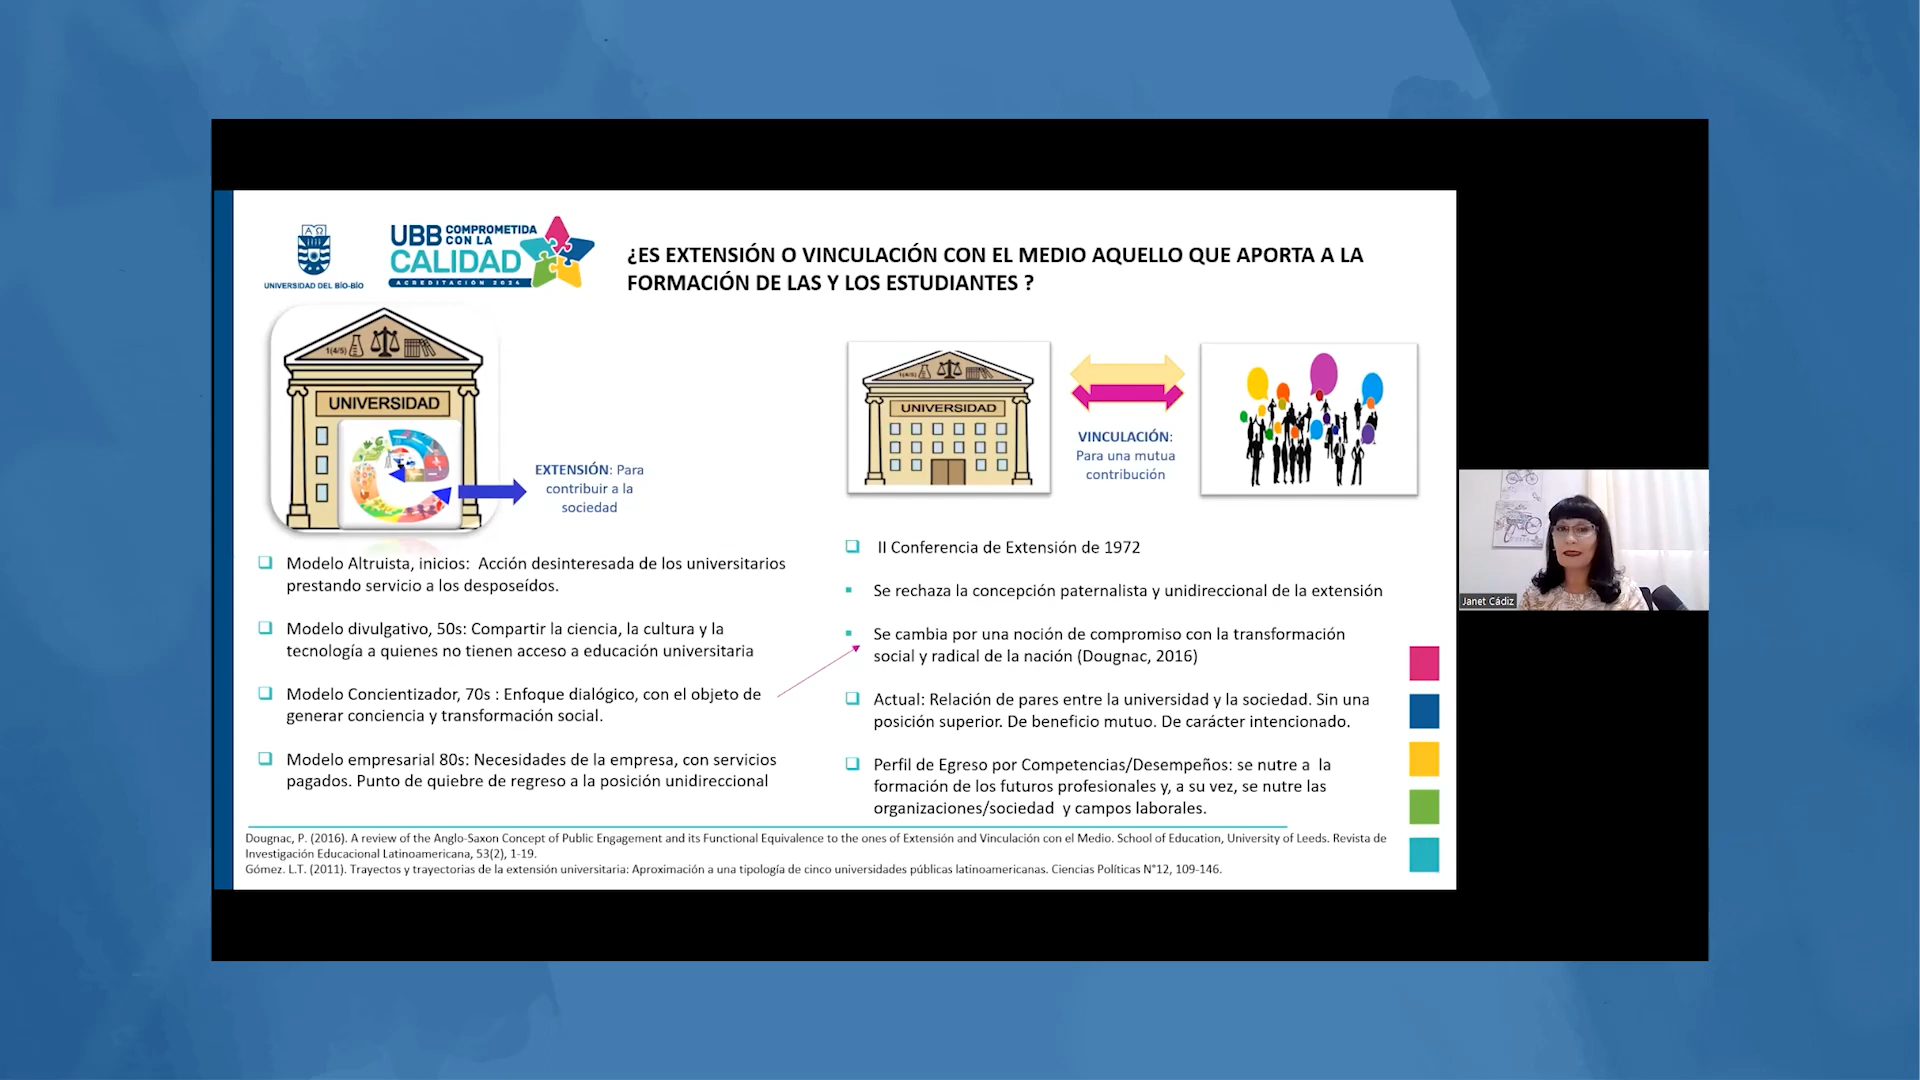 UNIVERSIDAD DEL BÍO-BÍO
UBB COMPROMETIDA
CON LA
CALIDAD
ACREDITACIÓN 2024
¿ES EXTENSIÓN O VINCULACIÓN CON EL MEDIO AQUELLO QUE APORTA A LA
FORMACIÓN DE LAS Y LOS ESTUDIANTES ?
1(4/5)
UNIVERSIDAD
EXTENSIÓN: Para
contribuir a la
sociedad
Modelo Altruista, inicios: Acción desinteresada de los universitarios
prestando servicio a los desposeídos.
Modelo divulgativo, 50s: Compartir la ciencia, la cultura y la
tecnología a quienes no tienen acceso a educación universitaria
Modelo Concientizador, 70s : Enfoque dialógico, con el objeto de
generar conciencia y transformación social.
Modelo empresarial 80s: Necesidades de la empresa, con servicios
pagados. Punto de quiebre de regreso a la posición unidireccional
1(4/5)
UNIVERSIDAD
VINCULACIÓN:
Para una mutua
contribución
II Conferencia de Extensión de 1972
Se rechaza la concepción paternalista y unidireccional de la extensión
Se cambia por una noción de compromiso con la transformación
social y radical de la nación (Dougnac, 2016)
Actual: Relación de pares entre la universidad y la sociedad. Sin una
posición superior. De beneficio mutuo. De carácter intencionado.
Perfil de Egreso por Competencias/Desempeños: se nutre a la
formación de los futuros profesionales y, a su vez, se nutre las
organizaciones/sociedad y campos laborales.
Dougnac, P. (2016). A review of the Anglo-Saxon Concept of Public Engagement and its Functional Equivalence to the ones of Extensión and Vinculación con el Medio. School of Education, University of Leeds. Revista de
Investigación Educacional Latinoamericana, 53(2), 1-19.
Gómez. L.T. (2011). Trayectos y trayectorias de la extensión universitaria: Aproximación a una tipología de cinco universidades públicas latinoamericanas. Ciencias Políticas N°12, 109-146.
Janet Cádiz